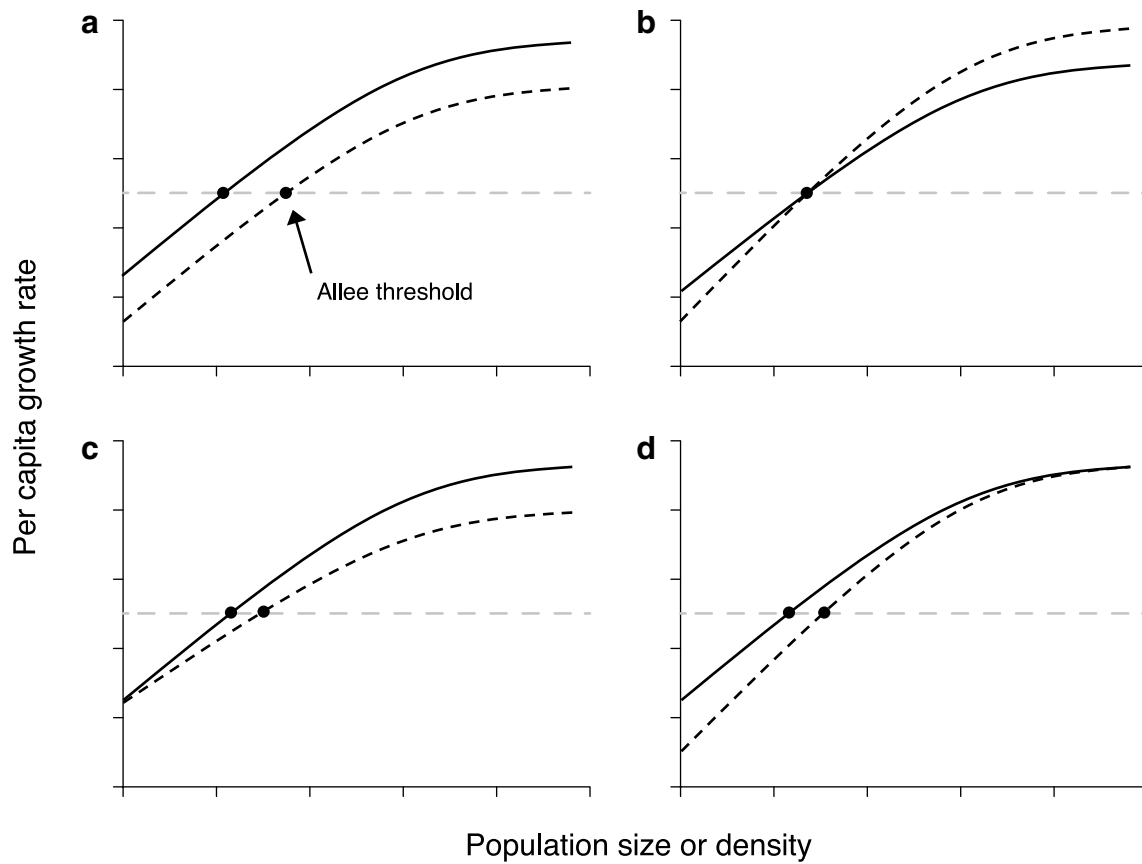 a
b
Allee threshold
c
d
Per capita growth rate
Population size or density